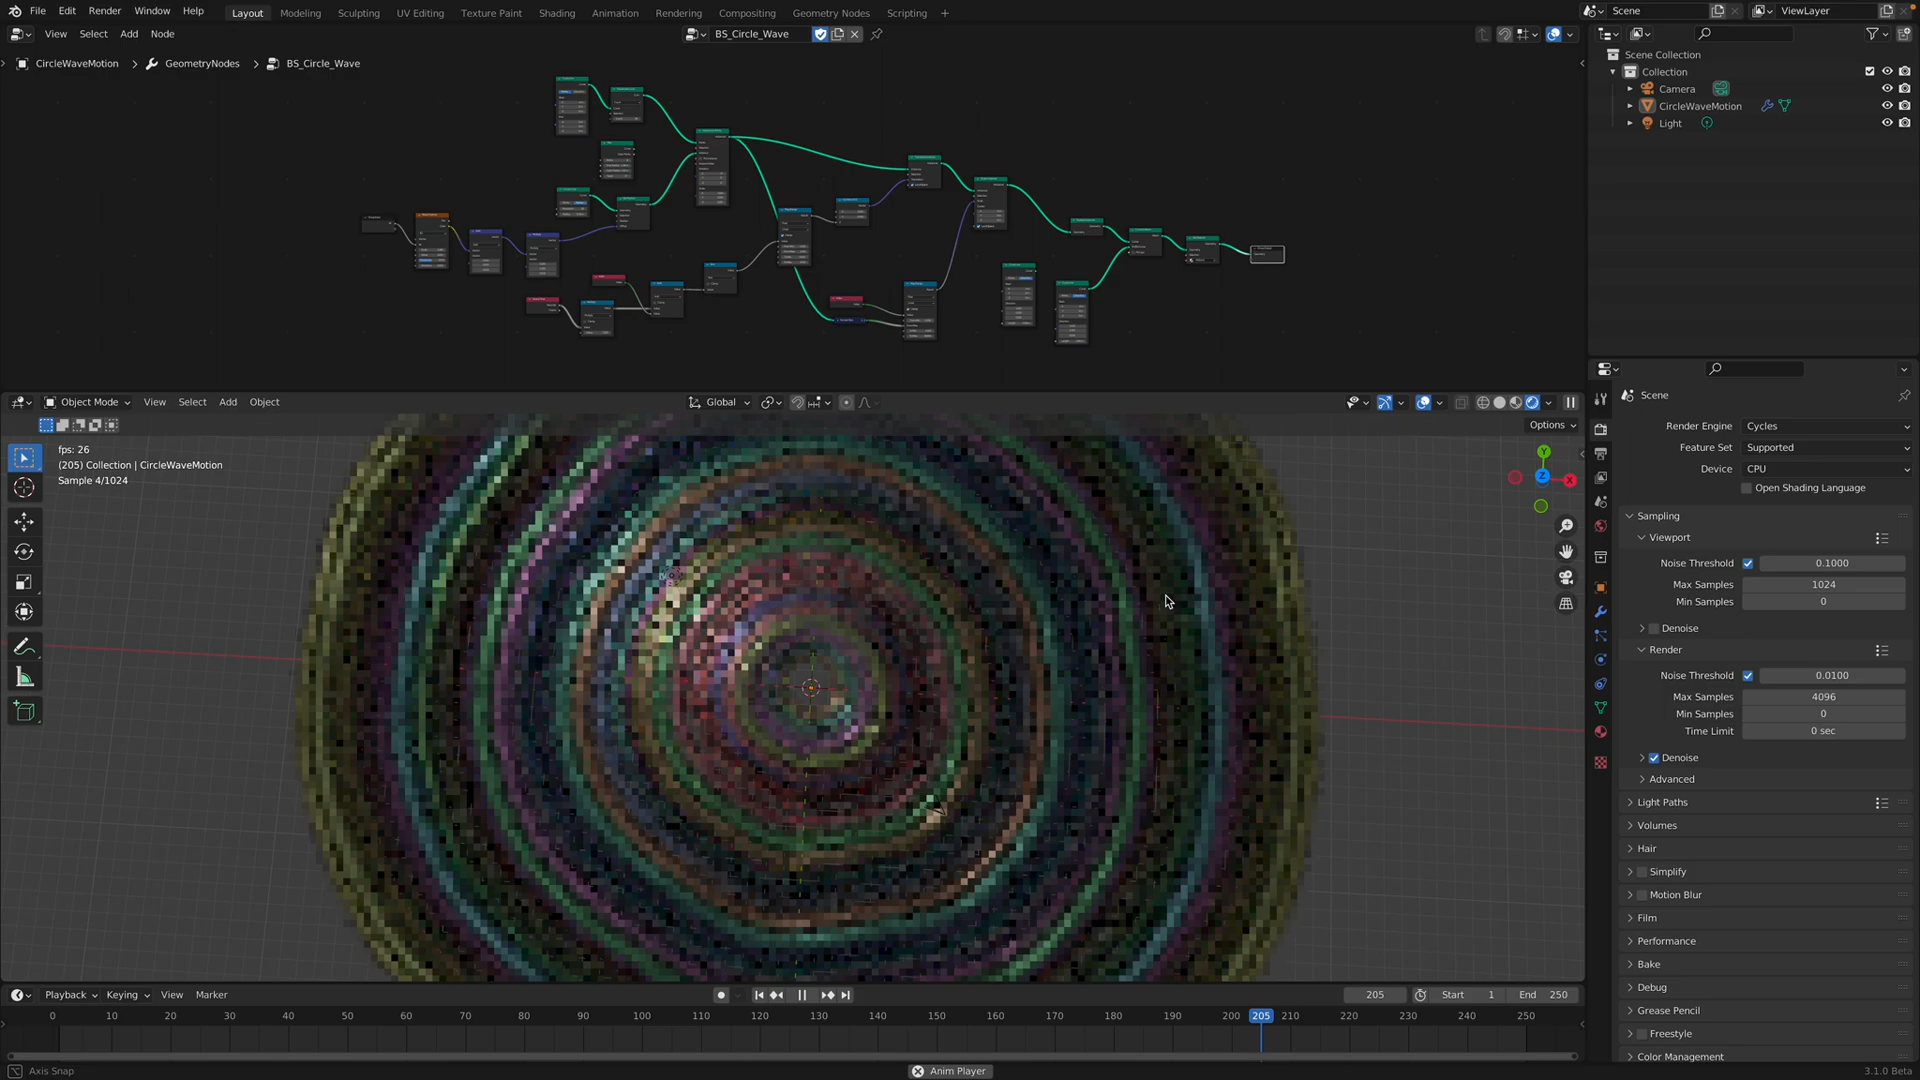 File Edit Render Window Help
Layout Modeling Sculpting UV Editing Texture Paint Shading Animation Rendering Compositing Geometry Nodes Scripting +
Scene
ViewLayer
View Select Add Node
BS_Circle_Wave
CircleWaveMotion > GeometryNodes > BS_Circle_Wave
Scene Collection
Collection
Camera
CircleWaveMotion
Light
Object Mode View Select Add Object
Global
Options
fps: 26
(205) Collection | CircleWaveMotion
Sample 4/1024
Y
Z
X
Scene
Render Engine Cycles
Feature Set Supported
Device CPU
Open Shading Language
Sampling
Viewport
Noise Threshold 0.1000
Max Samples 1024
Min Samples 0
Denoise
Render
Noise Threshold 0.0100
Max Samples 4096
Min Samples 0
Time Limit 0 sec
Denoise
Advanced
Light Paths
Volumes
Hair
Simplify
Motion Blur
Film
Performance
Bake
Debug
Grease Pencil
Freestyle
Color Management
Playback Keying View Marker
205 Start 1 End 250
0 10 20 30 40 50 60 70 80 90 100 110 120 130 140 150 160 170 180 190 200 205 210 220 230 240 250
Axis Snap
Anim Player
3.1.0 Beta